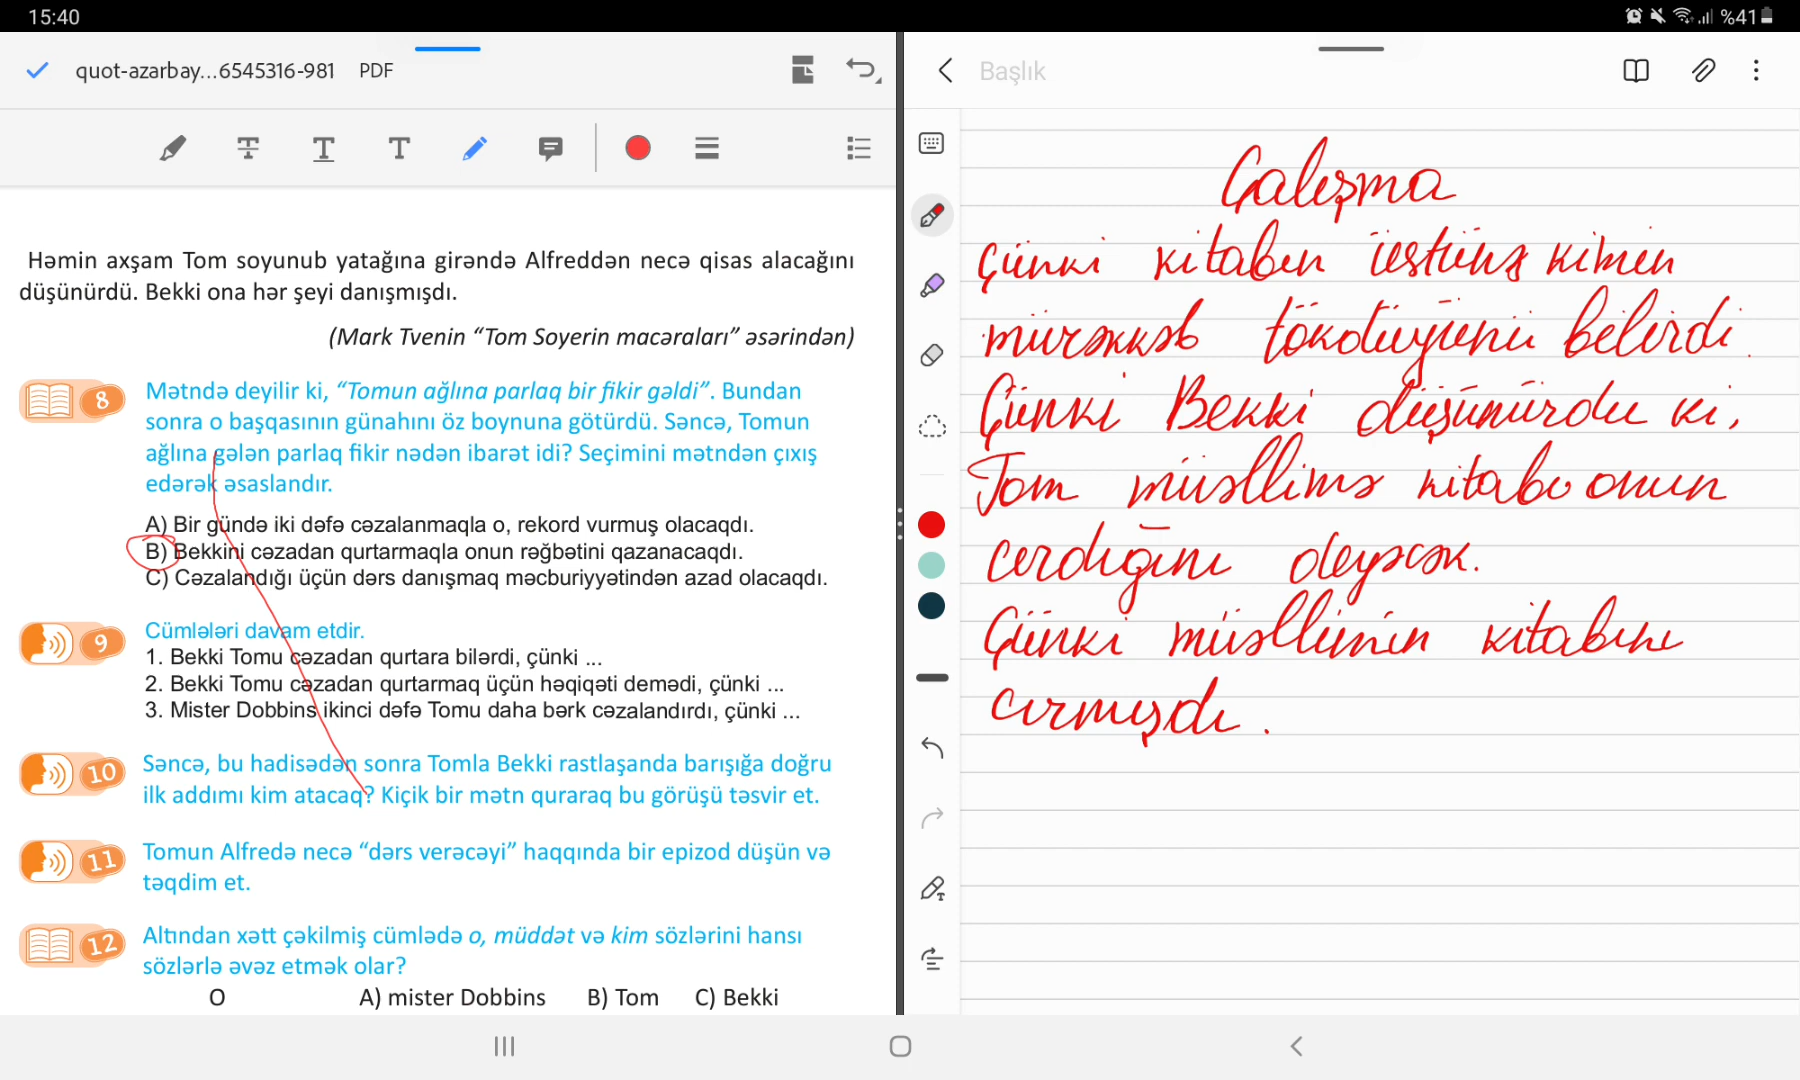 15:40
%41
quot-azarbay...6545316-981 PDF
Başlık
Həmin axşam Tom soyunub yatağına girəndə Alfreddən necə qisas alacağını
düşünürdü. Bekki ona hər şeyi danışmışdı.
(Mark Tvenin “Tom Soyerin macəraları” əsərindən)
8
Mətndə deyilir ki, “Tomun ağlına parlaq bir fikir gəldi”. Bundan
sonra o başqasının günahını öz boynuna götürdü. Səncə, Tomun
ağlına gələn parlaq fikir nədən ibarət idi? Seçimini mətndən çıxış
edərək əsaslandır.
A) Bir gündə iki dəfə cəzalanmaqla o, rekord vurmuş olacaqdı.
B) Bekkini cəzadan qurtarmaqla onun rəğbətini qazanacaqdı.
C) Cəzalandığı üçün dərs danışmaq məcburiyyətindən azad olacaqdı.
9
Cümlələri davam etdir.
1. Bekki Tomu cəzadan qurtara bilərdi, çünki ...
2. Bekki Tomu cəzadan qurtarmaq üçün həqiqəti demədi, çünki ...
3. Mister Dobbins ikinci dəfə Tomu daha bərk cəzalandırdı, çünki ...
10
Səncə, bu hadisədən sonra Tomla Bekki rastlaşanda barışığa doğru
ilk addımı kim atacaq? Kiçik bir mətn quraraq bu görüşü təsvir et.
11
Tomun Alfredə necə “dərs verəcəyi” haqqında bir epizod düşün və
təqdim et.
12
Altından xətt çəkilmiş cümlədə o, müddət və kim sözlərini hansı
sözlərlə əvəz etmək olar?
O A) mister Dobbins B) Tom C) Bekki
Çalışma
Çünki kitabın üstünə kimin
mürəkkəb tökdüyünü bilirdi.
Çünki Bekki düşünürdü ki,
Tom müəllimə kitabı onun
cırdığını deyəcək.
Çünki müəllimin kitabını
cırmışdı.